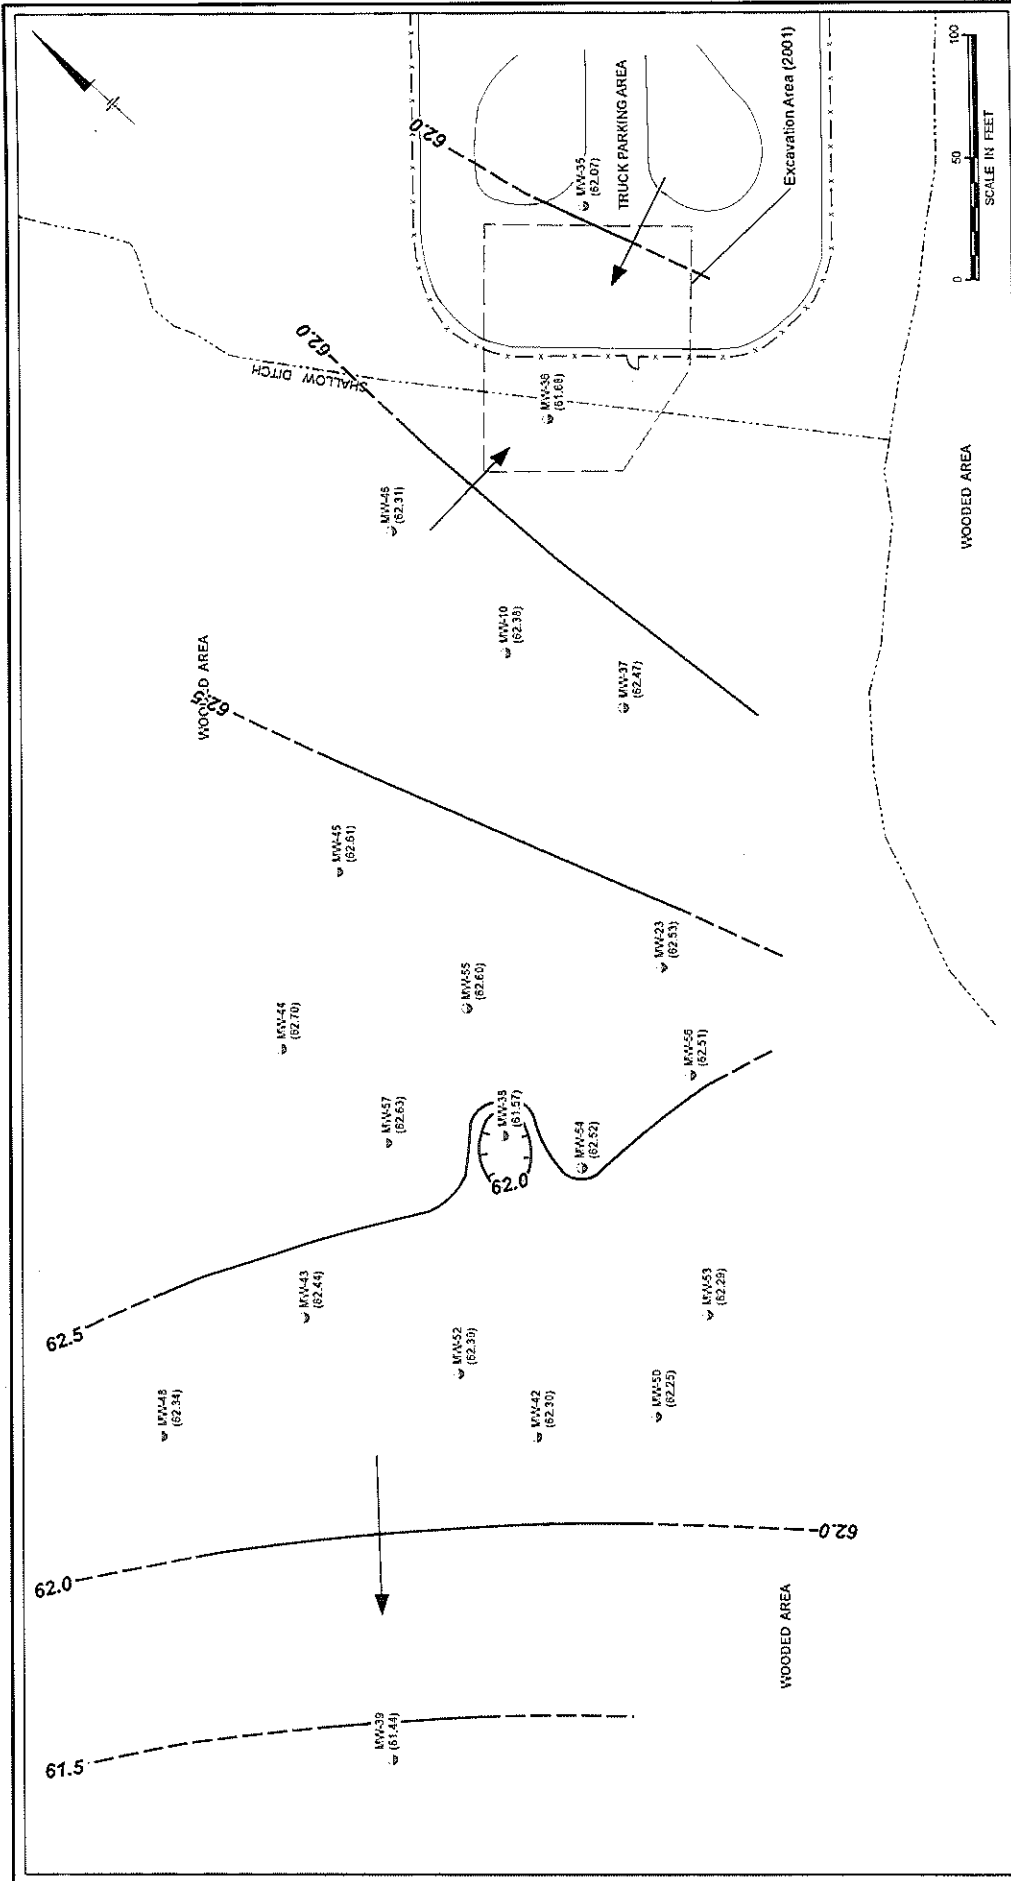 62.0
MW-35
(62.07)
TRUCK PARKING AREA
Excavation Area (2001)
0
50
100
SCALE IN FEET
62.0
SHALLOW DITCH
MW-36
(61.68)
WOODED AREA
MW-46
(62.31)
MW-10
(62.38)
MW-37
(62.47)
WOODED AREA
62.5
MW-45
(62.61)
MW-23
(62.53)
MW-55
(62.60)
MW-44
(62.70)
MW-56
(62.51)
MW-57
(62.63)
MW-38
(61.57)
MW-54
(62.52)
62.0
62.5
MW-43
(62.44)
MW-53
(62.29)
MW-52
(62.39)
MW-48
(62.34)
MW-42
(62.30)
MW-50
(62.25)
62.0
62.0
WOODED AREA
61.5
MW-39
(61.44)